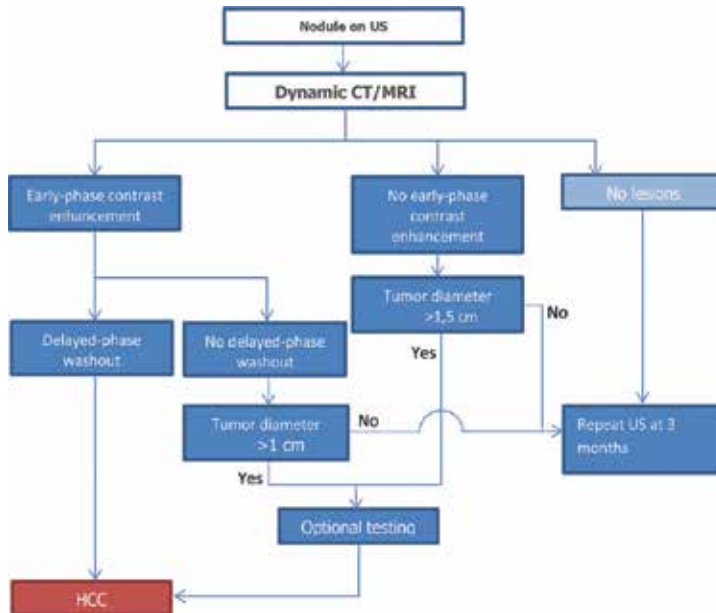 Nodule on US
Dynamic CT/MRI
Early-phase contrast
enhancement
No early-phase
contrast
enhancement
No lesions
Tumor diameter
>1,5 cm
No
Yes
Delayed-phase
washout
No delayed-phase
washout
Tumor diameter
>1 cm
No
Yes
Repeat US at 3
months
Optional testing
HCC